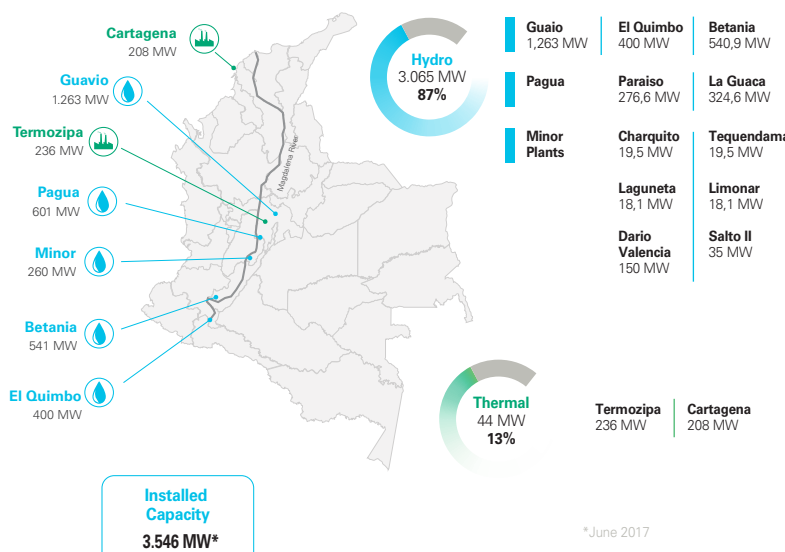 Cartagena
208 MW
Guavio
1.263 MW
Termozipa
236 MW
Pagua
601 MW
Minor
260 MW
Betania
541 MW
El Quimbo
400 MW
Magdalena River
Hydro
3.065 MW
87%
Guaio
1,263 MW
El Quimbo
400 MW
Betania
540,9 MW
Pagua
Paraiso
276,6 MW
La Guaca
324,6 MW
Minor
Plants
Charquito
19,5 MW
Tequendama
19,5 MW
Laguneta
18,1 MW
Limonar
18,1 MW
Dario
Valencia
150 MW
Salto II
35 MW
Thermal
44 MW
13%
Termozipa
236 MW
Cartagena
208 MW
Installed
Capacity
3.546 MW*
*June 2017